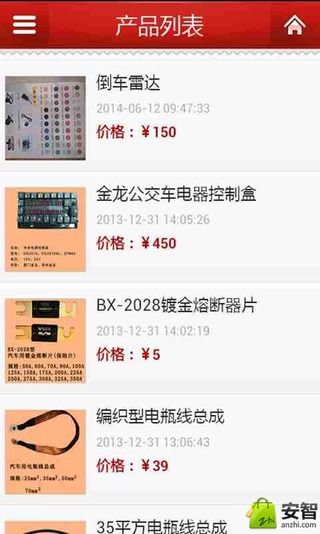 产品列表
倒车雷达
2014-06-12 09:47:33
价格：￥150
金龙公交车电器控制盒
2013-12-31 14:05:26
价格：￥450
BX-2028镀金熔断器片
2013-12-31 14:02:19
价格：￥5
BX-2028型
汽车用镀金熔断片(保险片)
规格:50A, 60A, 70A, 80A, 100A
125A, 150A, 175A, 200A, 225A
250A, 275A, 300A, 325A, 350A
编织型电瓶线总成
2013-12-31 13:06:43
价格：￥39
汽车用电瓶线总成
规格:25mm², 35mm², 50mm²
70mm²
35平方电瓶线总成
安智
anzhi.com